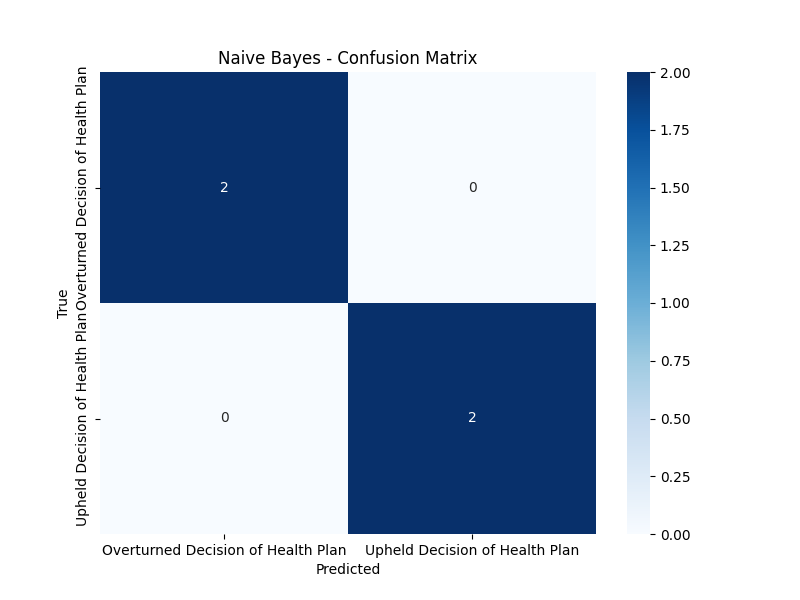 Naive Bayes - Confusion Matrix
True
Overturned Decision of Health Plan
Upheld Decision of Health Plan
2
0
0
2
Overturned Decision of Health Plan
Upheld Decision of Health Plan
Predicted
2.00
1.75
1.50
1.25
1.00
0.75
0.50
0.25
0.00